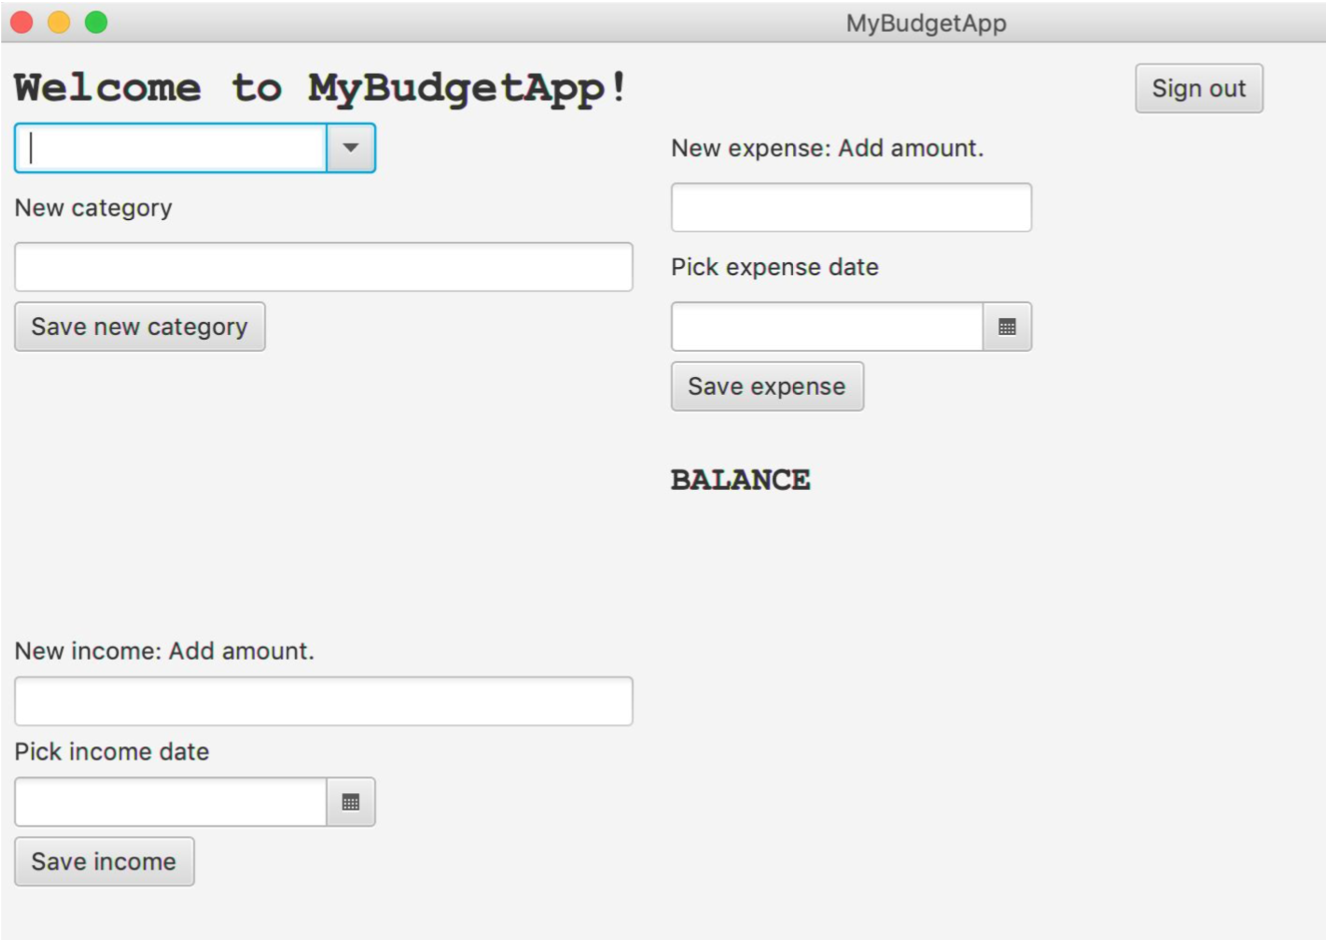 MyBudgetApp
Welcome to MyBudgetApp!
Sign out
New category
Save new category
New expense: Add amount.
Pick expense date
Save expense
BALANCE
New income: Add amount.
Pick income date
Save income